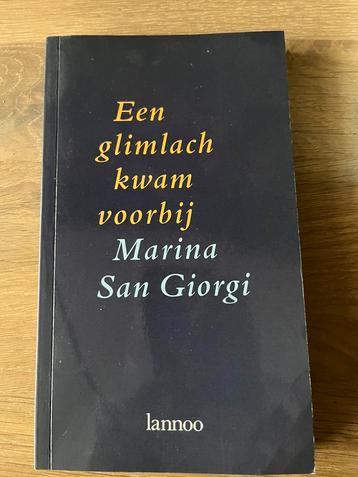 Een
glimlach
kwam
voorbij
Marina
San Giorgi
lannoo